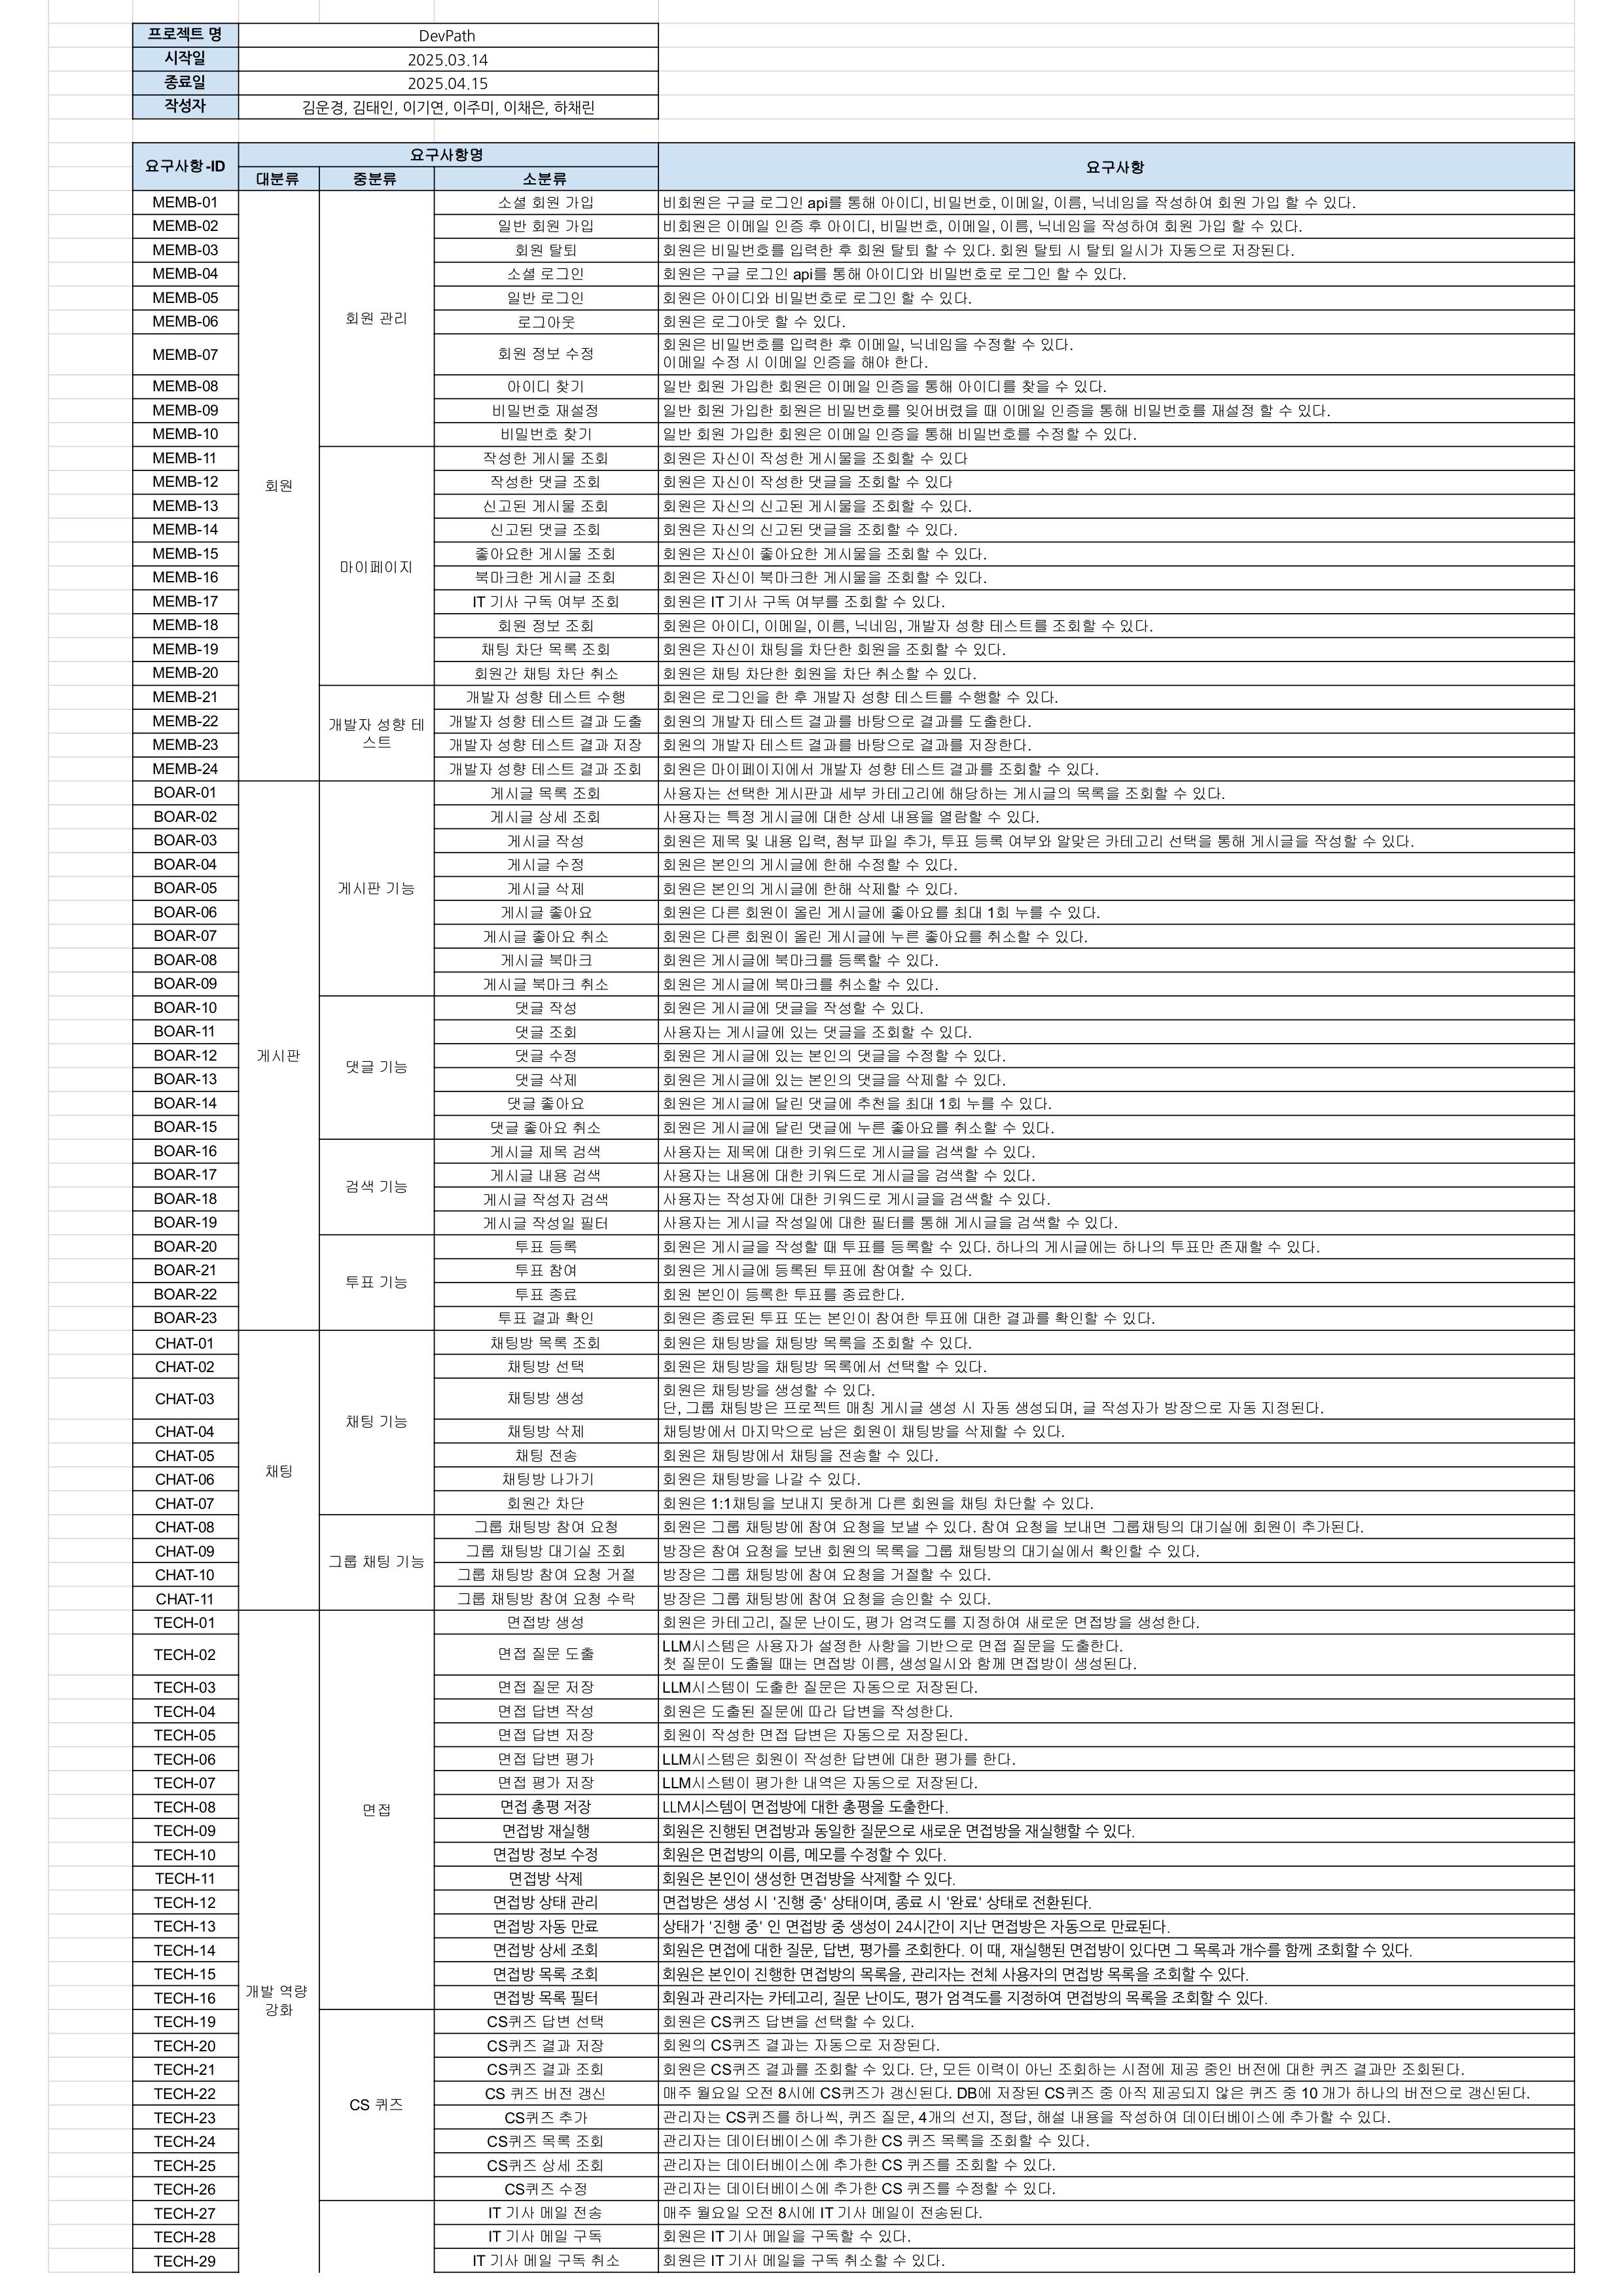 프로젝트 명 DevPath
시작일 2025.03.14
종료일 2025.04.15
작성자 김운경, 김태인, 이기연, 이주미, 이채은, 하채린
요구사항-ID 요구사항명 요구사항
대분류 중분류 소분류
MEMB-01 소셜 회원 가입 비회원은 구글 로그인 api를 통해 아이디, 비밀번호, 이메일, 이름, 닉네임을 작성하여 회원 가입 할 수 있다.
MEMB-02 일반 회원 가입 비회원은 이메일 인증 후 아이디, 비밀번호, 이메일, 이름, 닉네임을 작성하여 회원 가입 할 수 있다.
MEMB-03 회원 탈퇴 회원은 비밀번호를 입력한 후 회원 탈퇴 할 수 있다. 회원 탈퇴 시 탈퇴 일시가 자동으로 저장된다.
MEMB-04 소셜 로그인 회원은 구글 로그인 api를 통해 아이디와 비밀번호로 로그인 할 수 있다.
MEMB-05 일반 로그인 회원은 아이디와 비밀번호로 로그인 할 수 있다.
회원 관리
MEMB-06 로그아웃 회원은 로그아웃 할 수 있다.
MEMB-07 회원 정보 수정 회원은 비밀번호를 입력한 후 이메일, 닉네임을 수정할 수 있다.
이메일 수정 시 이메일 인증을 해야 한다.
MEMB-08 아이디 찾기 일반 회원 가입한 회원은 이메일 인증을 통해 아이디를 찾을 수 있다.
MEMB-09 비밀번호 재설정 일반 회원 가입한 회원은 비밀번호를 잊어버렸을 때 이메일 인증을 통해 비밀번호를 재설정 할 수 있다.
MEMB-10 비밀번호 찾기 일반 회원 가입한 회원은 이메일 인증을 통해 비밀번호를 수정할 수 있다.
MEMB-11 작성한 게시물 조회 회원은 자신이 작성한 게시물을 조회할 수 있다
MEMB-12 작성한 댓글 조회 회원은 자신이 작성한 댓글을 조회할 수 있다
회원
MEMB-13 신고된 게시물 조회 회원은 자신의 신고된 게시물을 조회할 수 있다.
MEMB-14 신고된 댓글 조회 회원은 자신의 신고된 댓글을 조회할 수 있다.
MEMB-15 좋아요한 게시물 조회 회원은 자신이 좋아요한 게시물을 조회할 수 있다.
마이페이지
MEMB-16 북마크한 게시글 조회 회원은 자신이 북마크한 게시물을 조회할 수 있다.
MEMB-17 IT 기사 구독 여부 조회 회원은 IT 기사 구독 여부를 조회할 수 있다.
MEMB-18 회원 정보 조회 회원은 아이디, 이메일, 이름, 닉네임, 개발자 성향 테스트를 조회할 수 있다.
MEMB-19 채팅 차단 목록 조회 회원은 자신이 채팅을 차단한 회원을 조회할 수 있다.
MEMB-20 회원간 채팅 차단 취소 회원은 채팅 차단한 회원을 차단 취소할 수 있다.
MEMB-21 개발자 성향 테스트 수행 회원은 로그인을 한 후 개발자 성향 테스트를 수행할 수 있다.
개발자 성향 테
스트
MEMB-22 개발자 성향 테스트 결과 도출 회원의 개발자 테스트 결과를 바탕으로 결과를 도출한다.
MEMB-23 개발자 성향 테스트 결과 저장 회원의 개발자 테스트 결과를 바탕으로 결과를 저장한다.
MEMB-24 개발자 성향 테스트 결과 조회 회원은 마이페이지에서 개발자 성향 테스트 결과를 조회할 수 있다.
BOAR-01 게시글 목록 조회 사용자는 선택한 게시판과 세부 카테고리에 해당하는 게시글의 목록을 조회할 수 있다.
BOAR-02 게시글 상세 조회 사용자는 특정 게시글에 대한 상세 내용을 열람할 수 있다.
BOAR-03 게시글 작성 회원은 제목 및 내용 입력, 첨부 파일 추가, 투표 등록 여부와 알맞은 카테고리 선택을 통해 게시글을 작성할 수 있다.
BOAR-04 게시글 수정 회원은 본인의 게시글에 한해 수정할 수 있다.
BOAR-05 게시판 기능 게시글 삭제 회원은 본인의 게시글에 한해 삭제할 수 있다.
BOAR-06 게시글 좋아요 회원은 다른 회원이 올린 게시글에 좋아요를 최대 1회 누를 수 있다.
BOAR-07 게시글 좋아요 취소 회원은 다른 회원이 올린 게시글에 누른 좋아요를 취소할 수 있다.
BOAR-08 게시글 북마크 회원은 게시글에 북마크를 등록할 수 있다.
BOAR-09 게시글 북마크 취소 회원은 게시글에 북마크를 취소할 수 있다.
BOAR-10 댓글 작성 회원은 게시글에 댓글을 작성할 수 있다.
BOAR-11 댓글 조회 사용자는 게시글에 있는 댓글을 조회할 수 있다.
BOAR-12 게시판 댓글 수정 회원은 게시글에 있는 본인의 댓글을 수정할 수 있다.
댓글 기능
BOAR-13 댓글 삭제 회원은 게시글에 있는 본인의 댓글을 삭제할 수 있다.
BOAR-14 댓글 좋아요 회원은 게시글에 달린 댓글에 추천을 최대 1회 누를 수 있다.
BOAR-15 댓글 좋아요 취소 회원은 게시글에 달린 댓글에 누른 좋아요를 취소할 수 있다.
BOAR-16 게시글 제목 검색 사용자는 제목에 대한 키워드로 게시글을 검색할 수 있다.
BOAR-17 게시글 내용 검색 사용자는 내용에 대한 키워드로 게시글을 검색할 수 있다.
검색 기능
BOAR-18 게시글 작성자 검색 사용자는 작성자에 대한 키워드로 게시글을 검색할 수 있다.
BOAR-19 게시글 작성일 필터 사용자는 게시글 작성일에 대한 필터를 통해 게시글을 검색할 수 있다.
BOAR-20 투표 등록 회원은 게시글을 작성할 때 투표를 등록할 수 있다. 하나의 게시글에는 하나의 투표만 존재할 수 있다.
BOAR-21 투표 참여 회원은 게시글에 등록된 투표에 참여할 수 있다.
투표 기능
BOAR-22 투표 종료 회원 본인이 등록한 투표를 종료한다.
BOAR-23 투표 결과 확인 회원은 종료된 투표 또는 본인이 참여한 투표에 대한 결과를 확인할 수 있다.
CHAT-01 채팅방 목록 조회 회원은 채팅방을 채팅방 목록을 조회할 수 있다.
CHAT-02 채팅방 선택 회원은 채팅방을 채팅방 목록에서 선택할 수 있다.
CHAT-03 채팅방 생성 회원은 채팅방을 생성할 수 있다.
단, 그룹 채팅방은 프로젝트 매칭 게시글 생성 시 자동 생성되며, 글 작성자가 방장으로 자동 지정된다.
채팅 기능
CHAT-04 채팅방 삭제 채팅방에서 마지막으로 남은 회원이 채팅방을 삭제할 수 있다.
CHAT-05 채팅 전송 회원은 채팅방에서 채팅을 전송할 수 있다.
채팅
CHAT-06 채팅방 나가기 회원은 채팅방을 나갈 수 있다.
CHAT-07 회원간 차단 회원은 1:1채팅을 보내지 못하게 다른 회원을 채팅 차단할 수 있다.
CHAT-08 그룹 채팅방 참여 요청 회원은 그룹 채팅방에 참여 요청을 보낼 수 있다. 참여 요청을 보내면 그룹채팅의 대기실에 회원이 추가된다.
CHAT-09 그룹 채팅방 대기실 조회 방장은 참여 요청을 보낸 회원의 목록을 그룹 채팅방의 대기실에서 확인할 수 있다.
그룹 채팅 기능
CHAT-10 그룹 채팅방 참여 요청 거절 방장은 그룹 채팅방에 참여 요청을 거절할 수 있다.
CHAT-11 그룹 채팅방 참여 요청 수락 방장은 그룹 채팅방에 참여 요청을 승인할 수 있다.
TECH-01 면접방 생성 회원은 카테고리, 질문 난이도, 평가 엄격도를 지정하여 새로운 면접방을 생성한다.
TECH-02 면접 질문 도출 LLM시스템은 사용자가 설정한 사항을 기반으로 면접 질문을 도출한다.
첫 질문이 도출될 때는 면접방 이름, 생성일시와 함께 면접방이 생성된다.
TECH-03 면접 질문 저장 LLM시스템이 도출한 질문은 자동으로 저장된다.
TECH-04 면접 답변 작성 회원은 도출된 질문에 따라 답변을 작성한다.
TECH-05 면접 답변 저장 회원이 작성한 면접 답변은 자동으로 저장된다.
TECH-06 면접 답변 평가 LLM시스템은 회원이 작성한 답변에 대한 평가를 한다.
TECH-07 면접 평가 저장 LLM시스템이 평가한 내역은 자동으로 저장된다.
TECH-08 면접 면접 총평 저장 LLM시스템이 면접방에 대한 총평을 도출한다.
TECH-09 면접방 재실행 회원은 진행된 면접방과 동일한 질문으로 새로운 면접방을 재실행할 수 있다.
TECH-10 면접방 정보 수정 회원은 면접방의 이름, 메모를 수정할 수 있다.
TECH-11 면접방 삭제 회원은 본인이 생성한 면접방을 삭제할 수 있다.
TECH-12 면접방 상태 관리 면접방은 생성 시 '진행 중' 상태이며, 종료 시 '완료' 상태로 전환된다.
TECH-13 면접방 자동 만료 상태가 '진행 중' 인 면접방 중 생성이 24시간이 지난 면접방은 자동으로 만료된다.
TECH-14 면접방 상세 조회 회원은 면접에 대한 질문, 답변, 평가를 조회한다. 이 때, 재실행된 면접방이 있다면 그 목록과 개수를 함께 조회할 수 있다.
TECH-15 면접방 목록 조회 회원은 본인이 진행한 면접방의 목록을, 관리자는 전체 사용자의 면접방 목록을 조회할 수 있다.
개발 역량
강화
TECH-16 면접방 목록 필터 회원과 관리자는 카테고리, 질문 난이도, 평가 엄격도를 지정하여 면접방의 목록을 조회할 수 있다.
TECH-19 CS퀴즈 답변 선택 회원은 CS퀴즈 답변을 선택할 수 있다.
TECH-20 CS퀴즈 결과 저장 회원의 CS퀴즈 결과는 자동으로 저장된다.
TECH-21 CS퀴즈 결과 조회 회원은 CS퀴즈 결과를 조회할 수 있다. 단, 모든 이력이 아닌 조회하는 시점에 제공 중인 버전에 대한 퀴즈 결과만 조회된다.
TECH-22 CS 퀴즈 버전 갱신 매주 월요일 오전 8시에 CS퀴즈가 갱신된다. DB에 저장된 CS퀴즈 중 아직 제공되지 않은 퀴즈 중 10 개가 하나의 버전으로 갱신된다.
CS 퀴즈
TECH-23 CS퀴즈 추가 관리자는 CS퀴즈를 하나씩, 퀴즈 질문, 4개의 선지, 정답, 해설 내용을 작성하여 데이터베이스에 추가할 수 있다.
TECH-24 CS퀴즈 목록 조회 관리자는 데이터베이스에 추가한 CS 퀴즈 목록을 조회할 수 있다.
TECH-25 CS퀴즈 상세 조회 관리자는 데이터베이스에 추가한 CS 퀴즈를 조회할 수 있다.
TECH-26 CS퀴즈 수정 관리자는 데이터베이스에 추가한 CS 퀴즈를 수정할 수 있다.
TECH-27 IT 기사 메일 전송 매주 월요일 오전 8시에 IT 기사 메일이 전송된다.
TECH-28 IT 기사 메일 구독 회원은 IT 기사 메일을 구독할 수 있다.
TECH-29 IT 기사 메일 구독 취소 회원은 IT 기사 메일을 구독 취소할 수 있다.